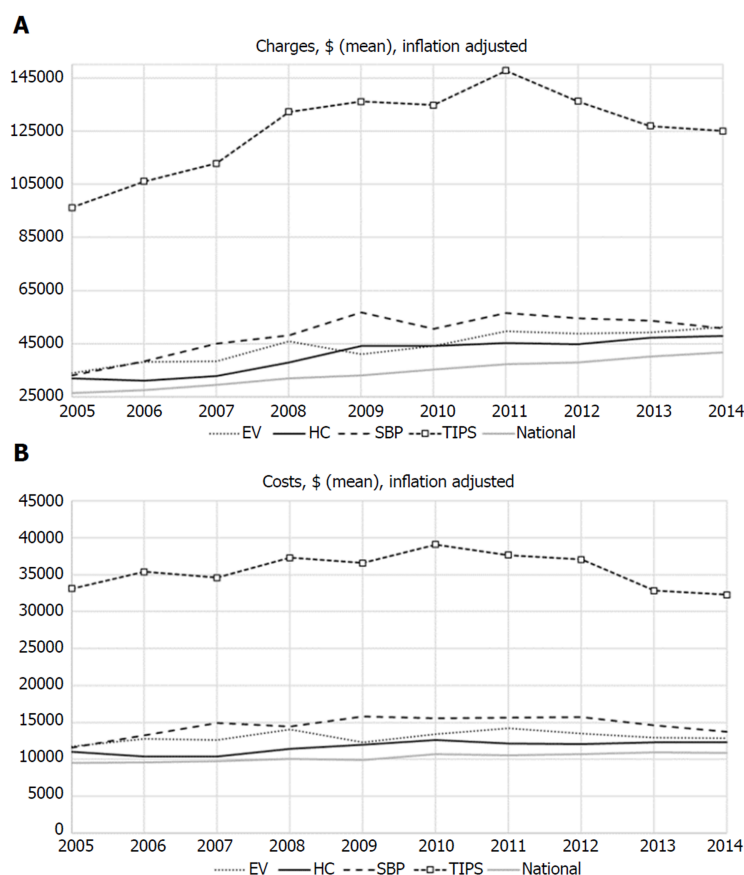 A
Charges, $ (mean), inflation adjusted
145000
125000
105000
85000
65000
45000
25000
2005 2006 2007 2008 2009 2010 2011 2012 2013 2014
EV HC SBP TIPS National
B
Costs, $ (mean), inflation adjusted
45000
40000
35000
30000
25000
20000
15000
10000
5000
0
2005 2006 2007 2008 2009 2010 2011 2012 2013 2014
EV HC SBP TIPS National